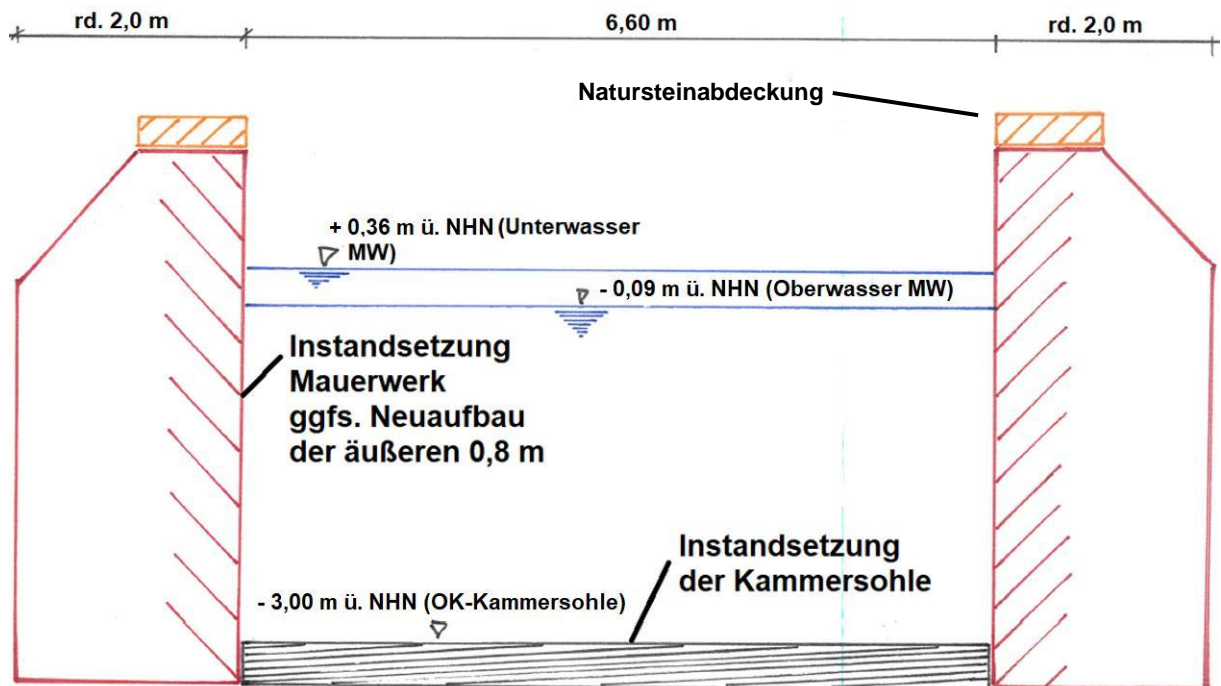 rd. 2,0 m
6,60 m
rd. 2,0 m
Natursteinabdeckung
+ 0,36 m ü. NHN (Unterwasser
MW)
- 0,09 m ü. NHN (Oberwasser MW)
Instandsetzung
Mauerwerk
ggfs. Neuaufbau
der äußeren 0,8 m
Instandsetzung
der Kammersohle
- 3,00 m ü. NHN (OK-Kammersohle)